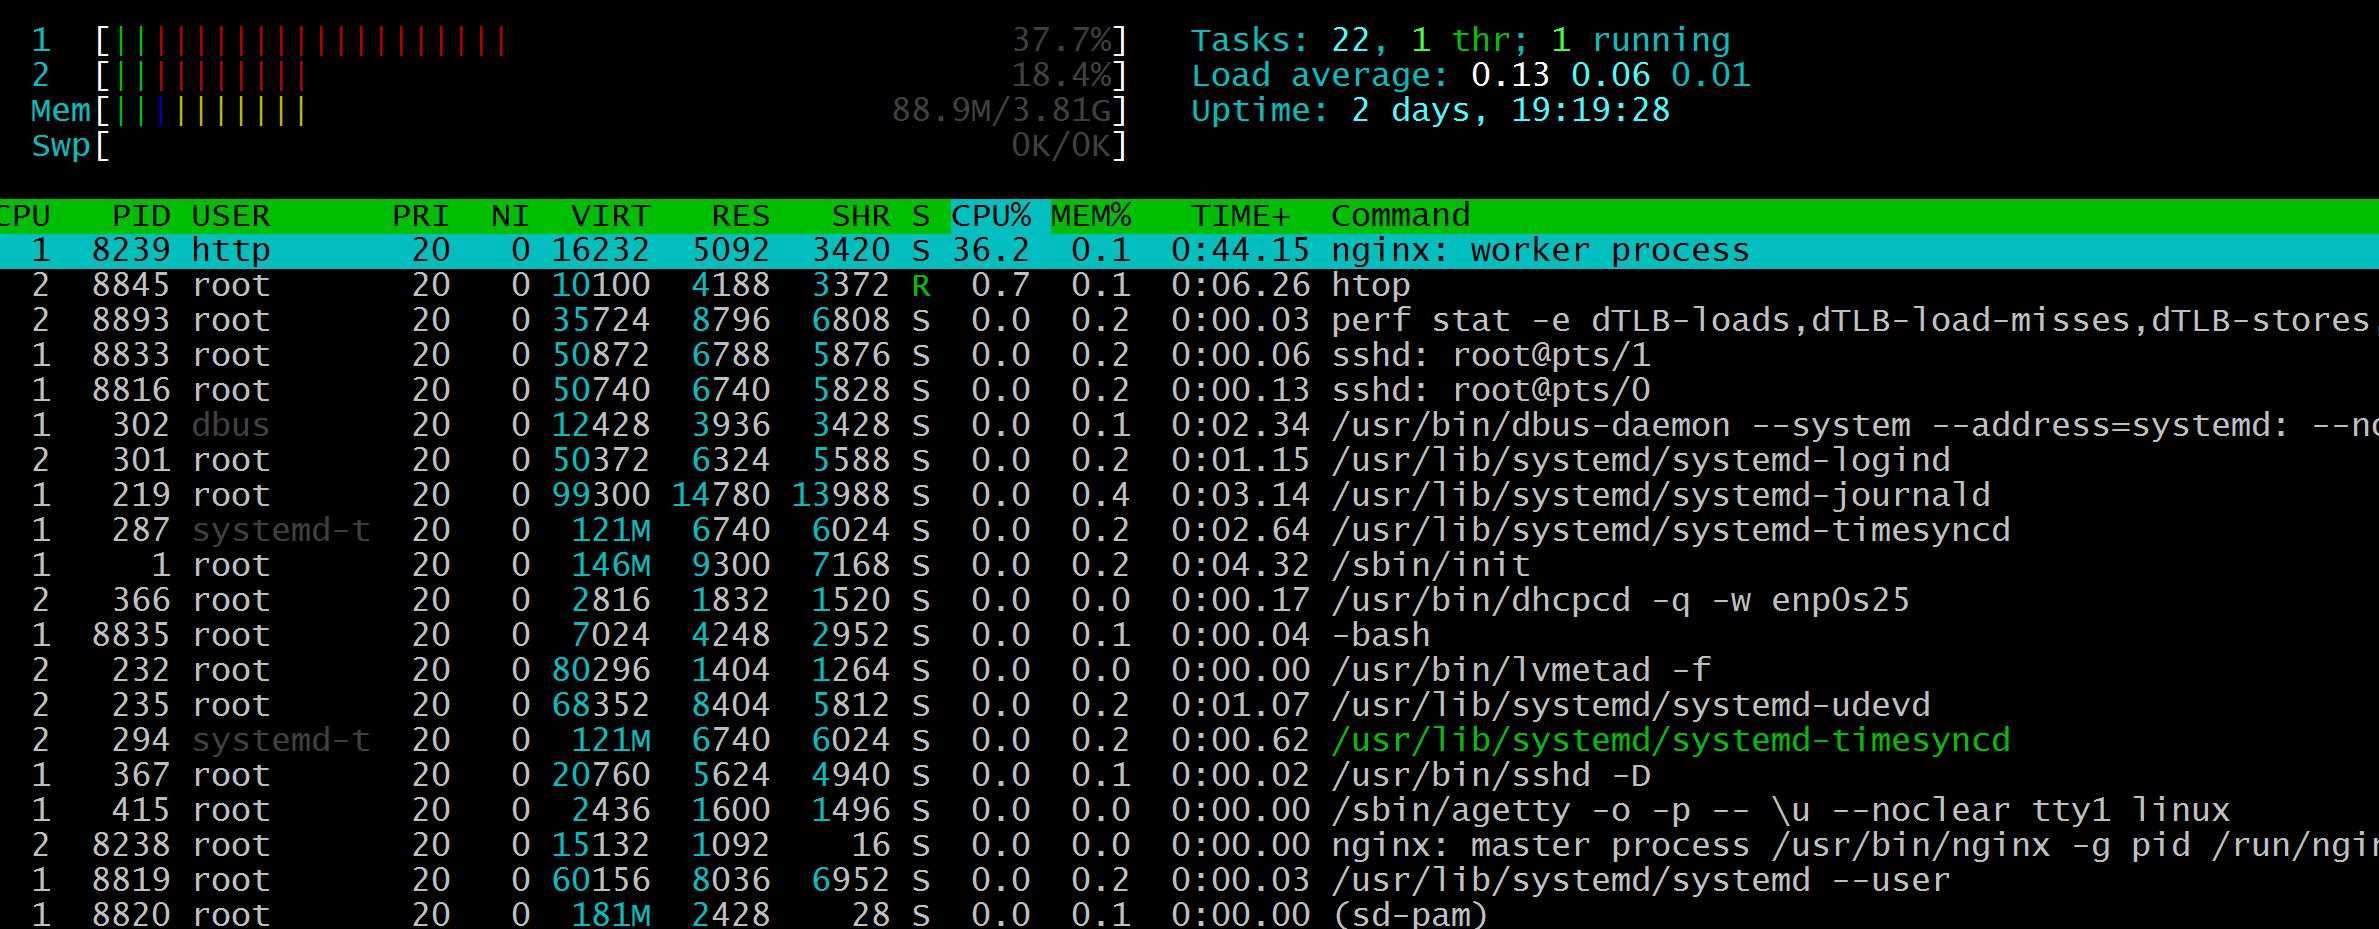 1 [|||||||||||||||||||| 37.7%] Tasks: 22, 1 thr; 1 running
2 [|||||||||| 18.4%] Load average: 0.13 0.06 0.01
Mem[|||||||||| 88.9M/3.81G] Uptime: 2 days, 19:19:28
Swp[ 0K/0K]
CPU PID USER PRI NI VIRT RES SHR S CPU% MEM% TIME+ Command
1 8239 http 20 0 16232 5092 3420 S 36.2 0.1 0:44.15 nginx: worker process
2 8845 root 20 0 10100 4188 3372 R 0.7 0.1 0:06.26 htop
2 8893 root 20 0 35724 8796 6808 S 0.0 0.2 0:00.03 perf stat -e dTLB-loads,dTLB-load-misses,dTLB-stores
1 8833 root 20 0 50872 6788 5876 S 0.0 0.2 0:00.06 sshd: root@pts/1
1 8816 root 20 0 50740 6740 5828 S 0.0 0.2 0:00.13 sshd: root@pts/0
1 302 dbus 20 0 12428 3936 3428 S 0.0 0.1 0:02.34 /usr/bin/dbus-daemon --system --address=systemd: --no
2 301 root 20 0 50372 6324 5588 S 0.0 0.2 0:01.15 /usr/lib/systemd/systemd-logind
1 219 root 20 0 99300 14780 13988 S 0.0 0.4 0:03.14 /usr/lib/systemd/systemd-journald
1 287 systemd-t 20 0 121M 6740 6024 S 0.0 0.2 0:02.64 /usr/lib/systemd/systemd-timesyncd
1 1 root 20 0 146M 9300 7168 S 0.0 0.2 0:04.32 /sbin/init
2 366 root 20 0 2816 1832 1520 S 0.0 0.0 0:00.17 /usr/bin/dhcpcd -q -w enp0s25
1 8835 root 20 0 7024 4248 2952 S 0.0 0.1 0:00.04 -bash
2 232 root 20 0 80296 1404 1264 S 0.0 0.0 0:00.00 /usr/bin/lvmetad -f
2 235 root 20 0 68352 8404 5812 S 0.0 0.2 0:01.07 /usr/lib/systemd/systemd-udevd
2 294 systemd-t 20 0 121M 6740 6024 S 0.0 0.2 0:00.62 /usr/lib/systemd/systemd-timesyncd
1 367 root 20 0 20760 5624 4940 S 0.0 0.1 0:00.02 /usr/bin/sshd -D
1 415 root 20 0 2436 1600 1496 S 0.0 0.0 0:00.00 /sbin/agetty -o -p -- \u --noclear tty1 linux
2 8238 root 20 0 15132 1092 16 S 0.0 0.0 0:00.00 nginx: master process /usr/bin/nginx -g pid /run/ngin
1 8819 root 20 0 60156 8036 6952 S 0.0 0.2 0:00.03 /usr/lib/systemd/systemd --user
1 8820 root 20 0 181M 2428 28 S 0.0 0.1 0:00.00 (sd-pam)